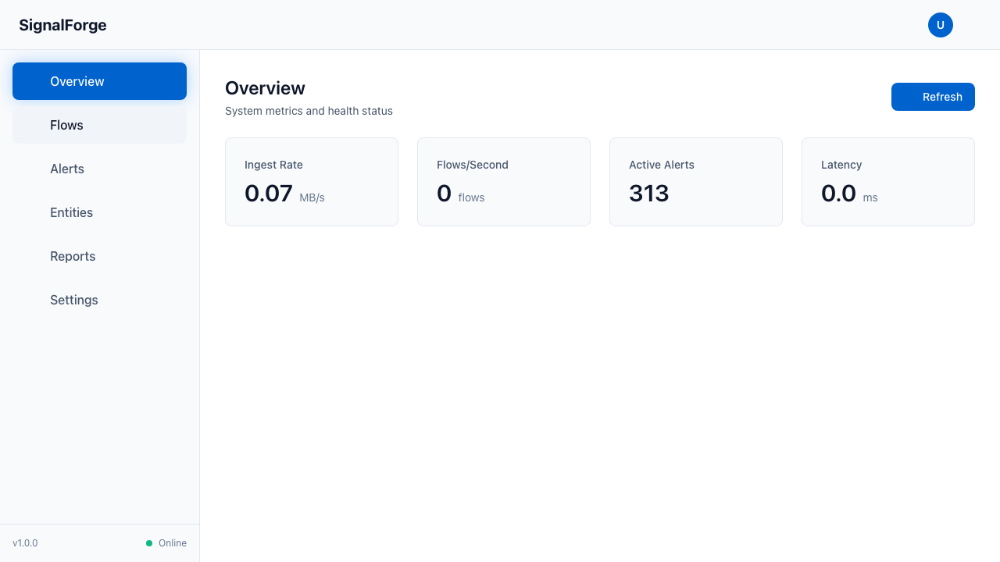 SignalForge
U
Overview
Flows
Alerts
Entities
Reports
Settings
v1.0.0
Online
Overview
System metrics and health status
Refresh
Ingest Rate
0.07 MB/s
Flows/Second
0 flows
Active Alerts
313
Latency
0.0 ms